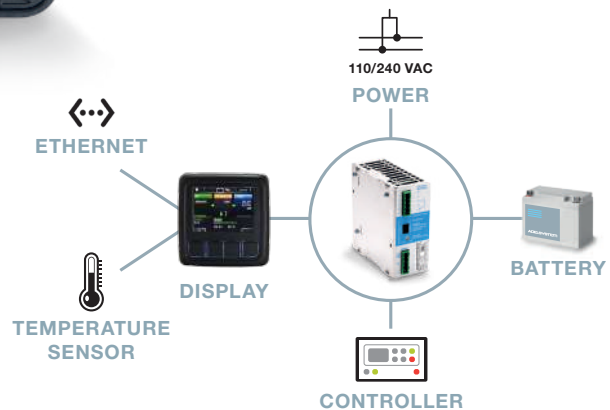 110/240 VAC
POWER
ETHERNET
DISPLAY
BATTERY
TEMPERATURE
SENSOR
CONTROLLER